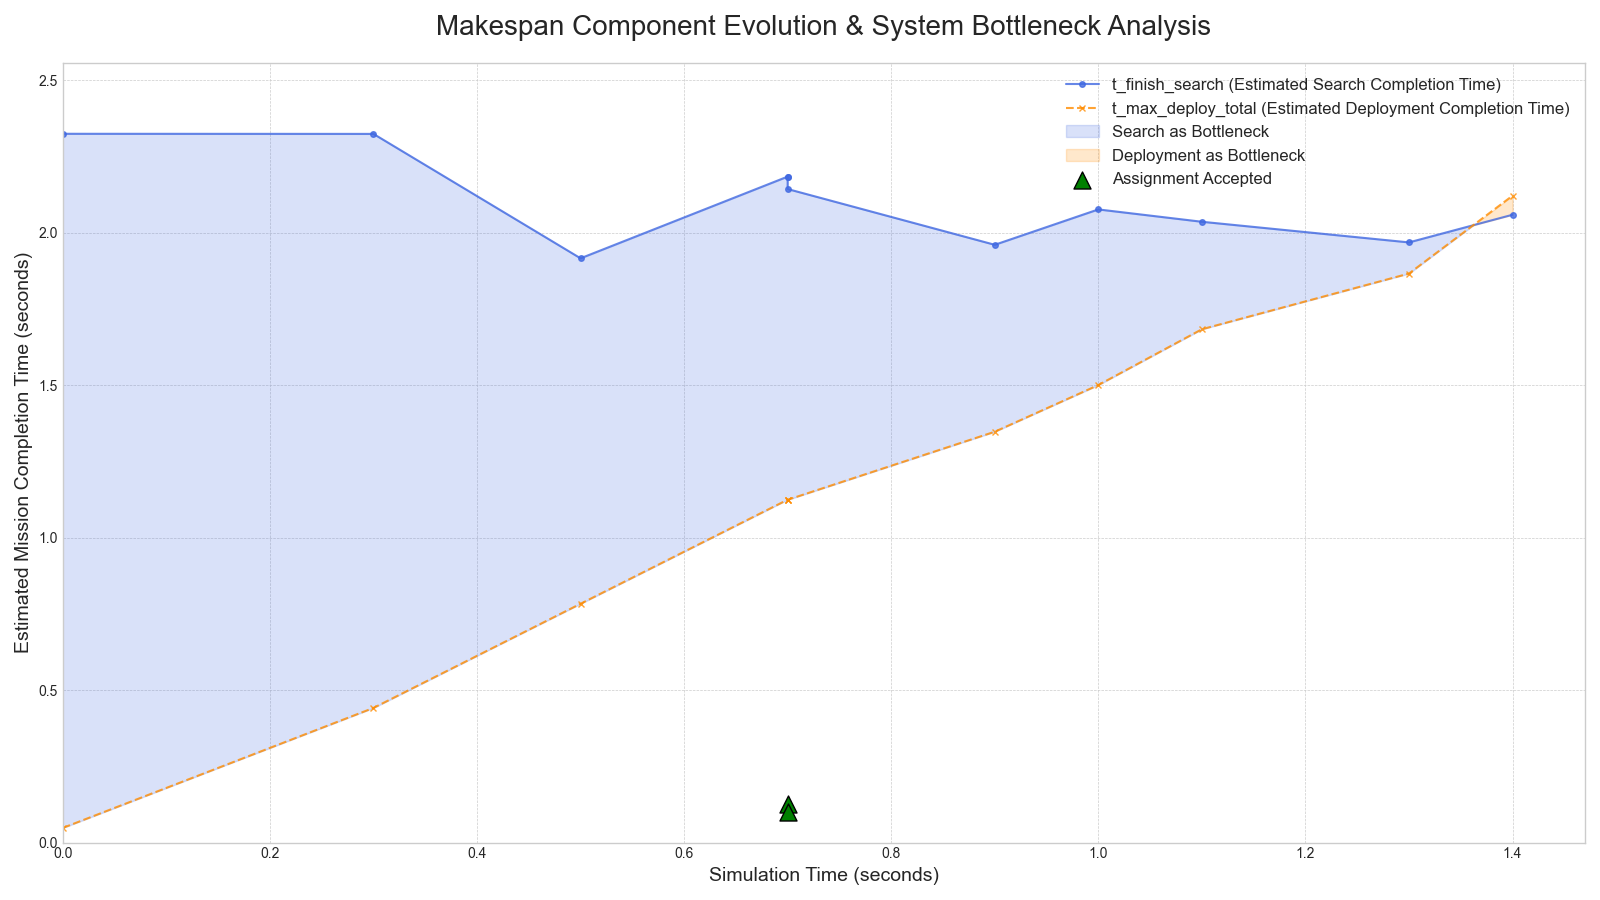 Makespan Component Evolution & System Bottleneck Analysis
t_finish_search (Estimated Search Completion Time)
t_max_deploy_total (Estimated Deployment Completion Time)
Search as Bottleneck
Deployment as Bottleneck
Assignment Accepted
Estimated Mission Completion Time (seconds)
2.5
2.0
1.5
1.0
0.5
0.0
0.0 0.2 0.4 0.6 0.8 1.0 1.2 1.4
Simulation Time (seconds)